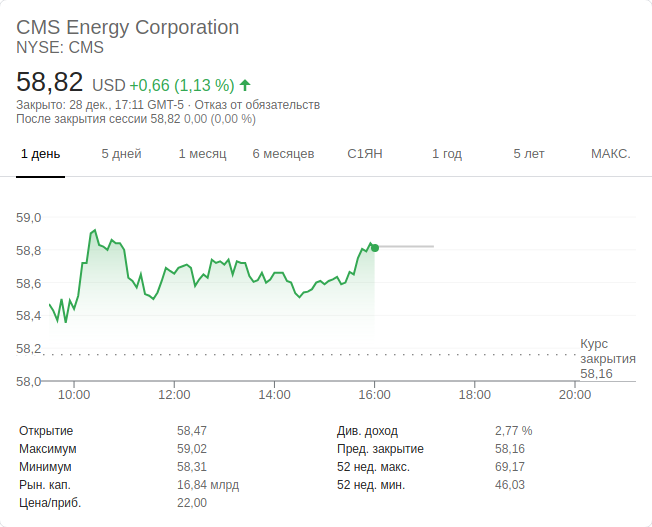 CMS Energy Corporation
NYSE: CMS
58,82 USD +0,66 (1,13 %)
Закрыто: 28 дек., 17:11 GMT-5 · Отказ от обязательств
После закрытия сессии 58,82 0,00 (0,00 %)
1 день 5 дней 1 месяц 6 месяцев С1ЯН 1 год 5 лет МАКС.
59,0
58,8
58,6
58,4
58,2
58,0
Курс
закрытия
58,16
10:00 12:00 14:00 16:00 18:00 20:00
Открытие 58,47 Див. доход 2,77 %
Максимум 59,02 Пред. закрытие 58,16
Минимум 58,31 52 нед. макс. 69,17
Рын. кап. 16,84 млрд 52 нед. мин. 46,03
Цена/приб. 22,00